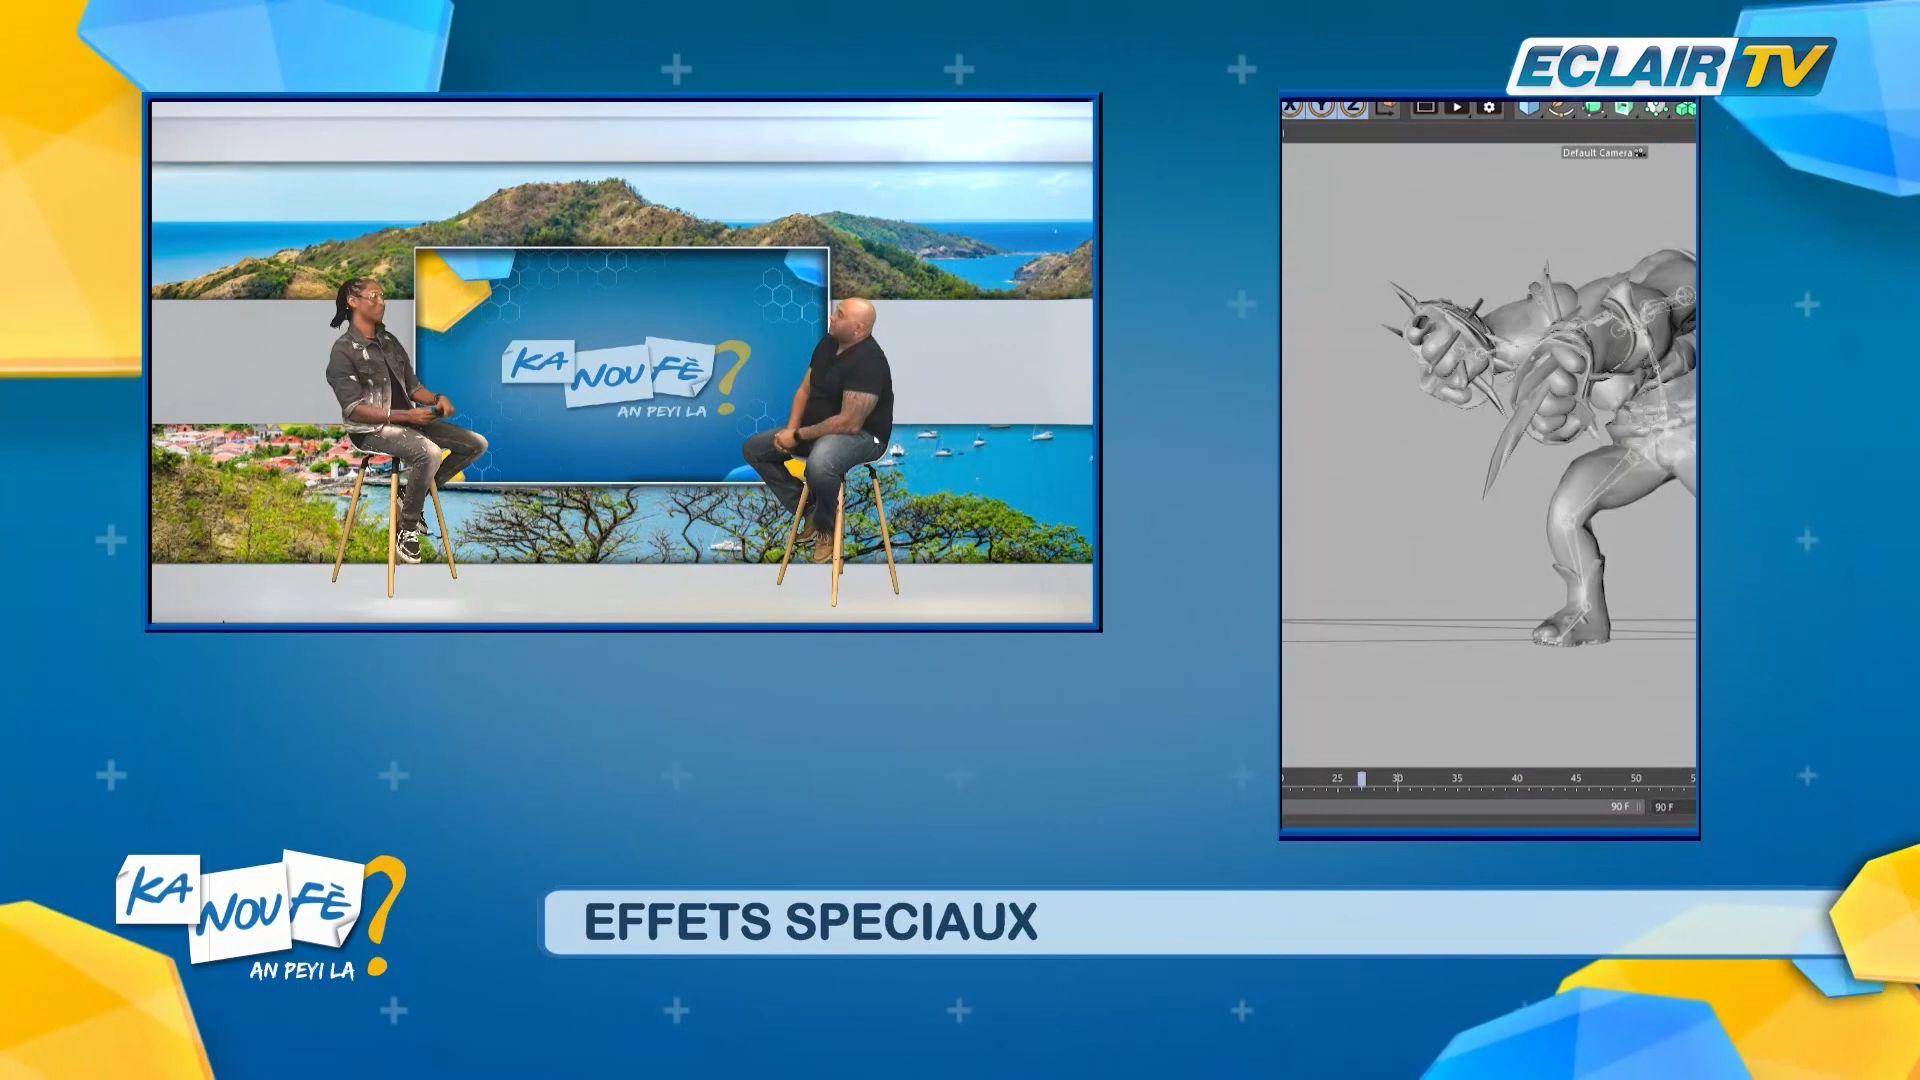 ECLAIR TV
X Y Z
Default Camera
KA NOU FÈ ?
AN PEYI LA
25 30 35 40 45 50
90 F 90 F
KA NOU FÈ ?
AN PEYI LA
EFFETS SPECIAUX